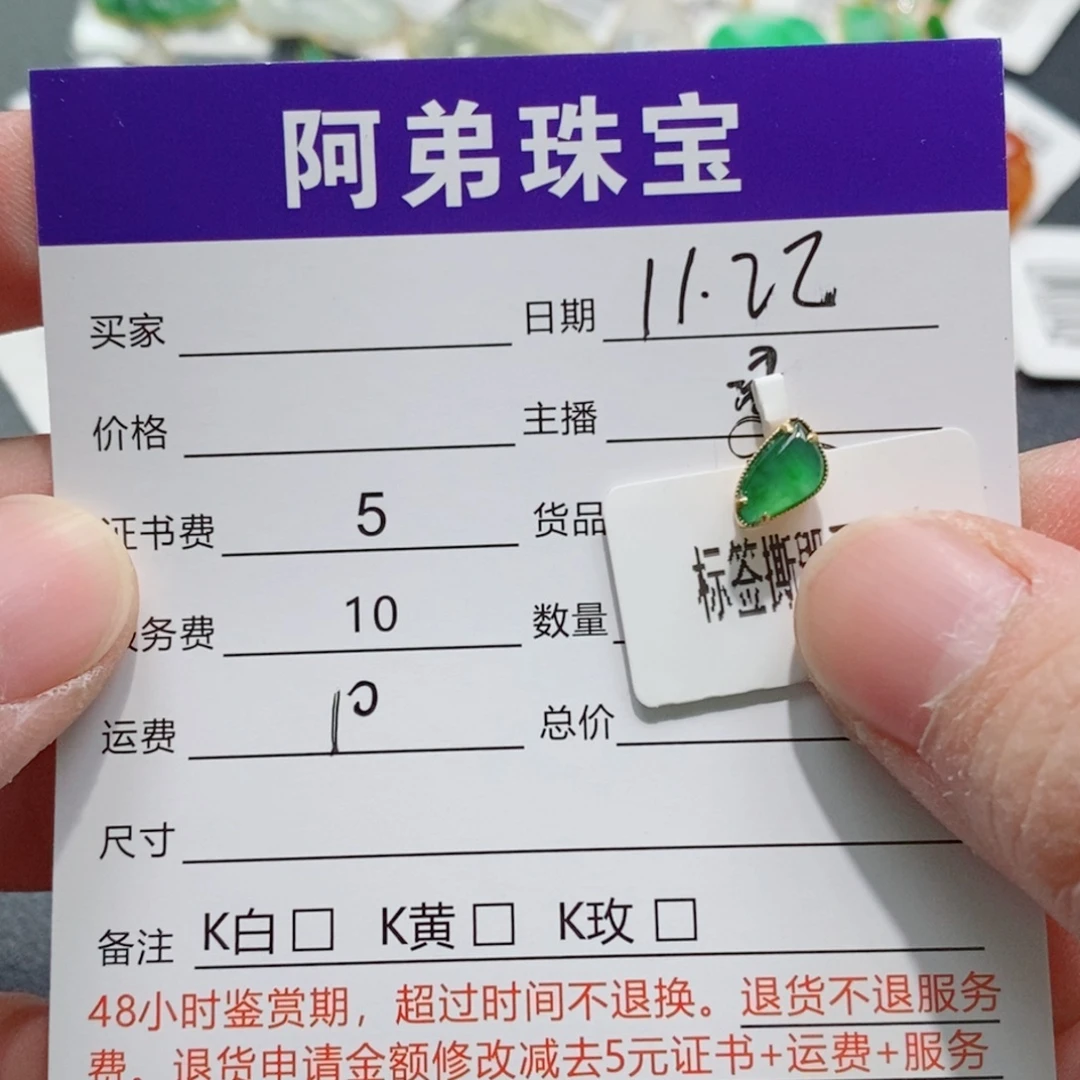 阿弟珠宝
买家 日期 11.22
价格 主播
证书费 5 货品
服务费 10 数量
标签撕毁
运费 10 总价
尺寸
备注 K白□ K黄□ K玫□
48小时鉴赏期，超过时间不退换。退货不退服务
费。退货申请金额修改减去5元证书+运费+服务